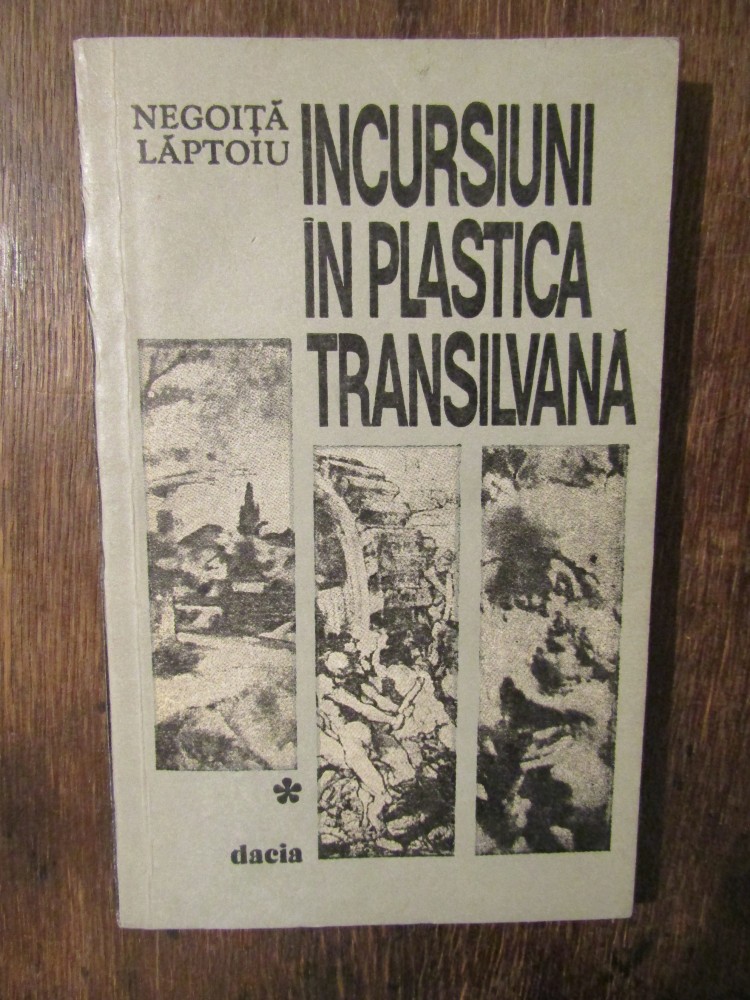 NEGOIȚĂ
LĂPTOIU
INCURSIUNI
ÎN PLASTICA
TRANSILVANĂ
*
dacia